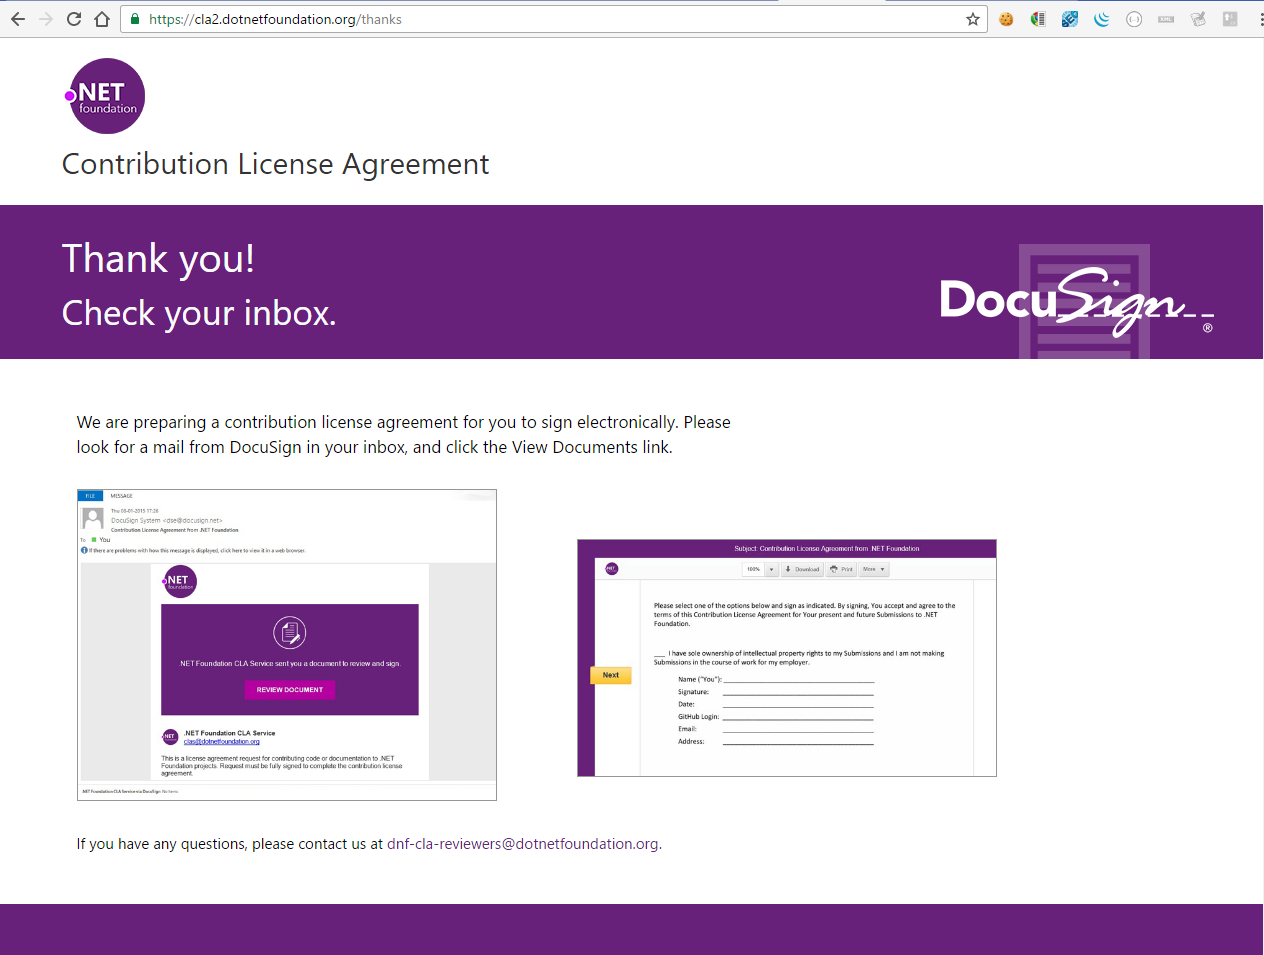 https://cla2.dotnetfoundation.org/thanks
.NET
foundation
Contribution License Agreement
Thank you!
Check your inbox.
DocuSign
®
We are preparing a contribution license agreement for you to sign electronically. Please
look for a mail from DocuSign in your inbox, and click the View Documents link.
FILE MESSAGE
Thu 08-01-2015 17:26
DocuSign System <dse@docusign.net>
Contribution License Agreement from .NET Foundation
To You
If there are problems with how this message is displayed, click here to view it in a web browser.
.NET
foundation
.NET Foundation CLA Service sent you a document to review and sign.
REVIEW DOCUMENT
.NET
.NET Foundation CLA Service
clas@dotnetfoundation.org
This is a license agreement request for contributing code or documentation to .NET
Foundation projects. Request must be fully signed to complete the contribution license
agreement.
.NET Foundation CLA Service via DocuSign No Items
Subject: Contribution License Agreement from .NET Foundation
.NET
100% Download Print More
Please select one of the options below and sign as indicated. By signing, You accept and agree to the
terms of this Contribution License Agreement for Your present and future Submissions to .NET
Foundation.
___ I have sole ownership of intellectual property rights to my Submissions and I am not making
Submissions in the course of work for my employer.
Next
Name ("You"):
Signature:
Date:
GitHub Login:
Email:
Address:
If you have any questions, please contact us at dnf-cla-reviewers@dotnetfoundation.org.